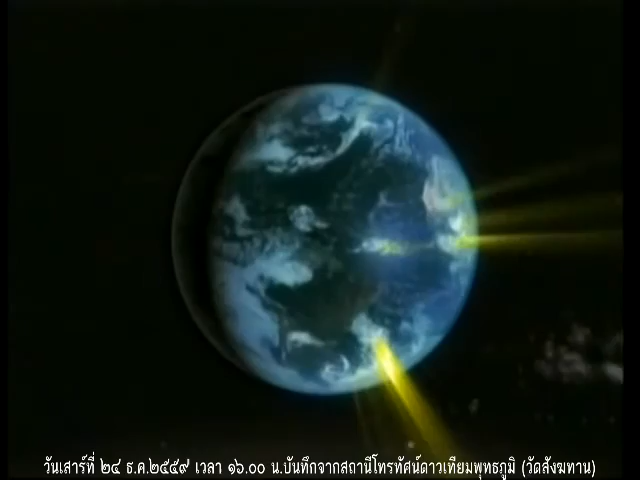 วันเสาร์ที่ ๒๔ ธ.ค.๒๕๕๙ เวลา ๑๖.๐๐ น.บันทึกจากสถานีโทรทัศน์ดาวเทียมพุทธภูมิ (วัดสังฆทาน)